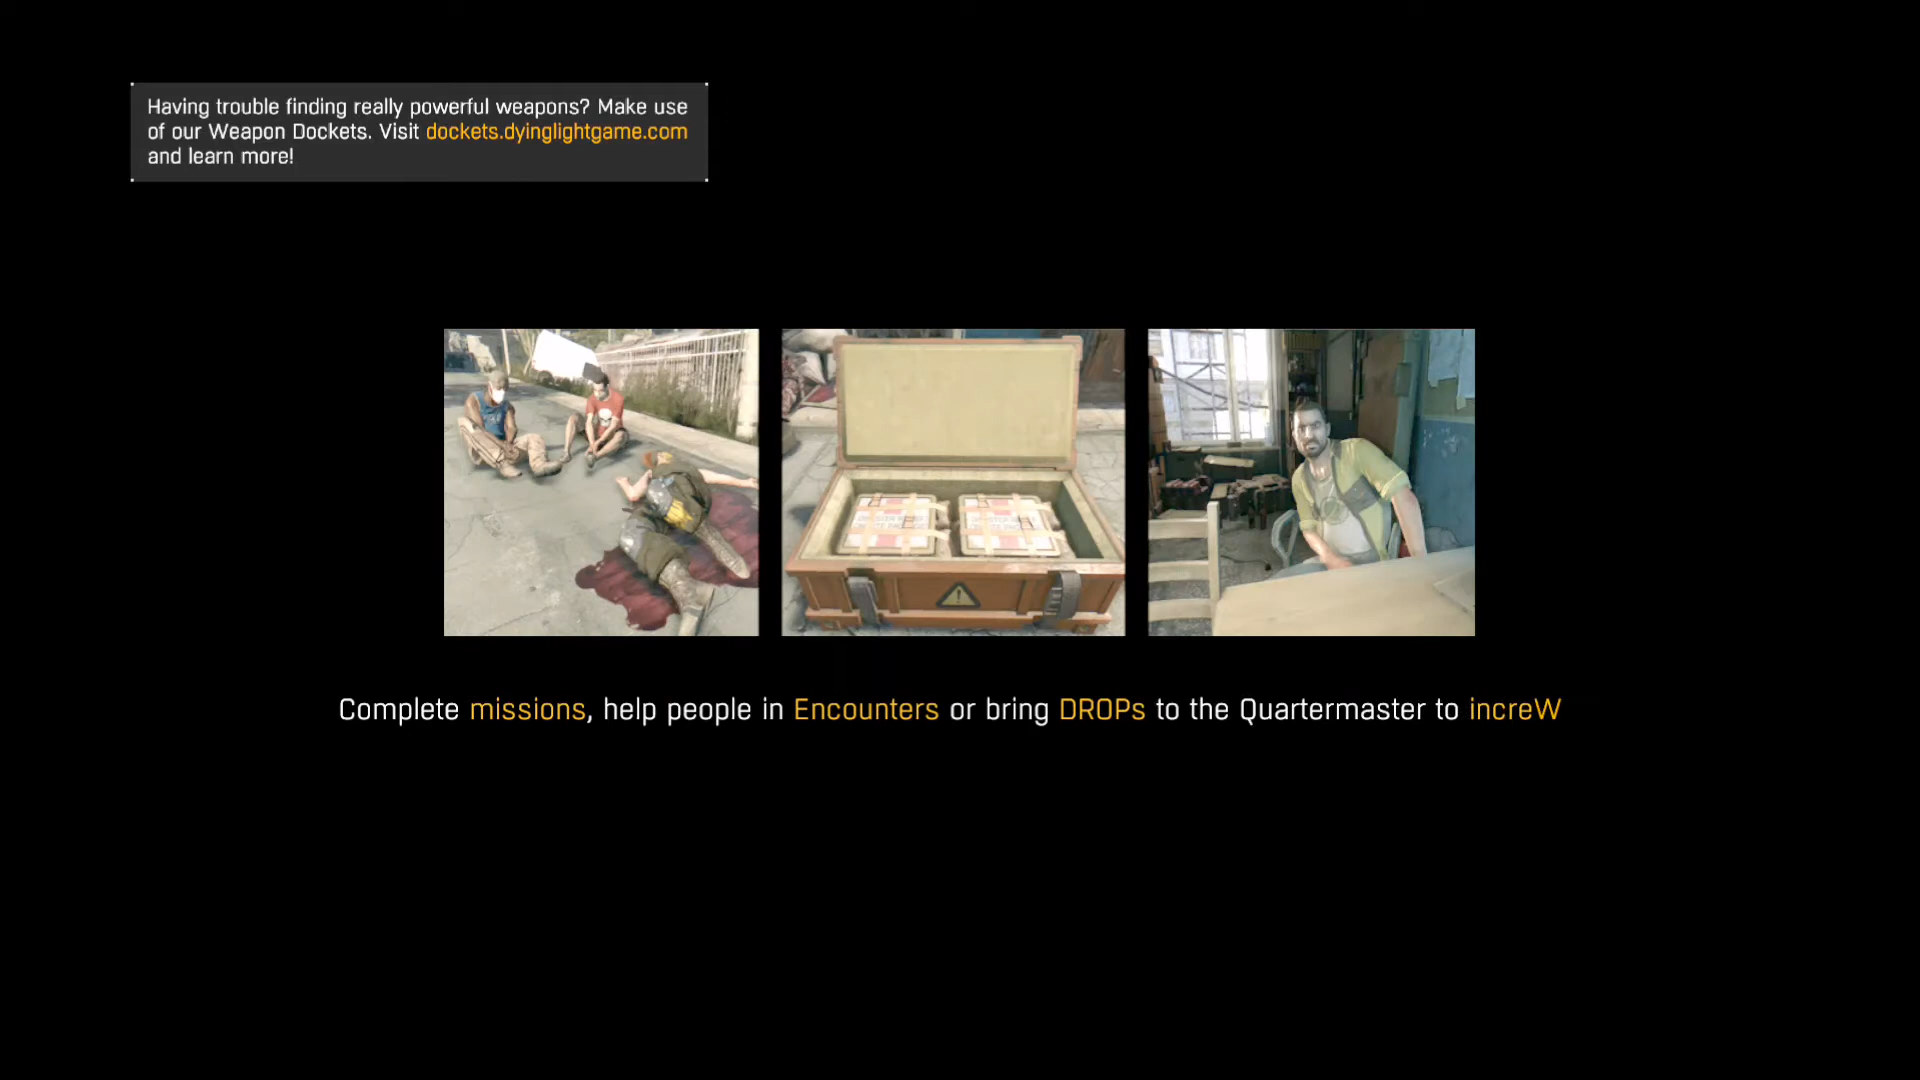 Having trouble finding really powerful weapons? Make use
of our Weapon Dockets. Visit dockets.dyinglightgame.com
and learn more!
Complete missions, help people in Encounters or bring DROPs to the Quartermaster to increW